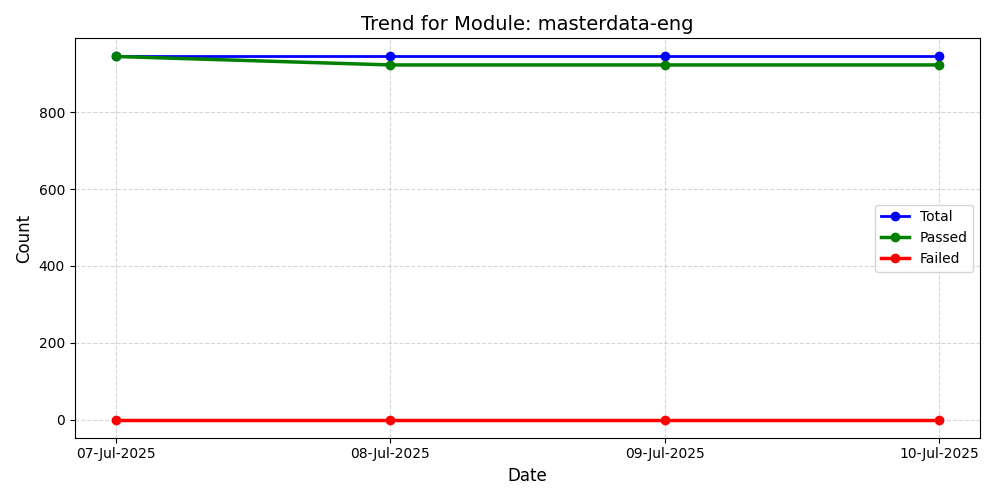 Trend for Module: masterdata-eng
Count
800
600
400
200
0
Total
Passed
Failed
07-Jul-2025
08-Jul-2025
09-Jul-2025
10-Jul-2025
Date